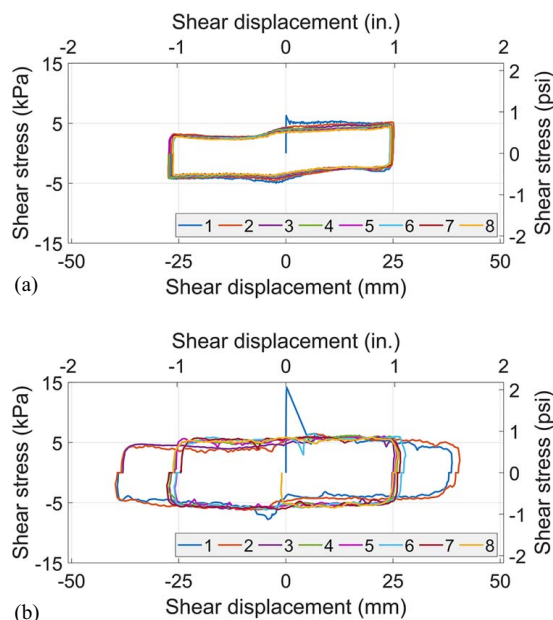 Shear displacement (in.)
-2 -1 0 1 2
15 5 -5 -15
Shear stress (kPa)
2 1 0 -1 -2
Shear stress (psi)
1 2 3 4 5 6 7 8
-50 -25 0 25 50
(a) Shear displacement (mm)
Shear displacement (in.)
-2 -1 0 1 2
15 5 -5 -15
Shear stress (kPa)
2 1 0 -1 -2
Shear stress (psi)
1 2 3 4 5 6 7 8
-50 -25 0 25 50
(b) Shear displacement (mm)